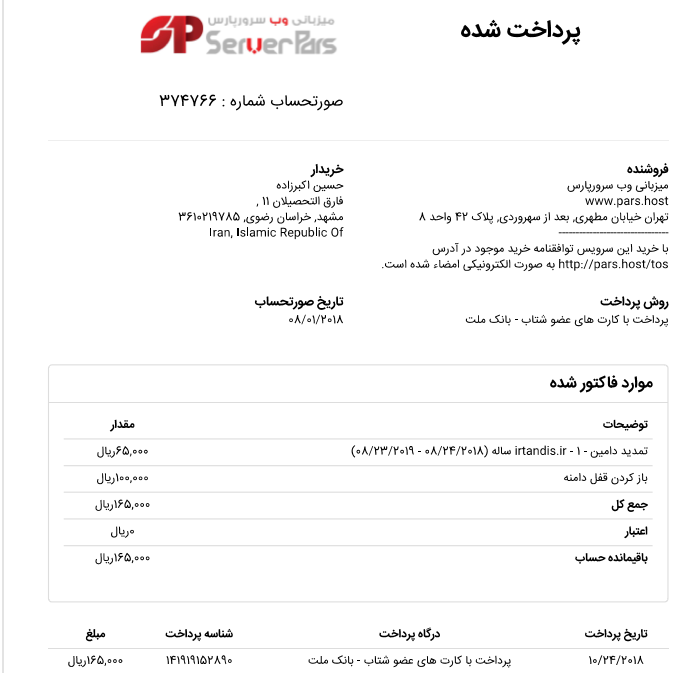 پرداخت شده
میزبانی وب سرورپارس
ServerPars
صورتحساب شماره : ۳۷۴۷۶۶
فروشنده
میزبانی وب سرورپارس
www.pars.host
تهران خیابان مطهری, بعد از سهروردی, پلاک ۴۲ واحد ۸
--------------------------------
با خرید این سرویس توافقنامه خرید موجود در آدرس
http://pars.host/tos به صورت الکترونیکی امضاء شده است.
خریدار
حسین اکبرزاده
فارق التحصیلان ۱۱ ,
مشهد, خراسان رضوی, ۳۶۱۰۲۱۹۷۸۵
Iran, Islamic Republic Of
روش پرداخت
پرداخت با کارت های عضو شتاب - بانک ملت
تاریخ صورتحساب
۰۸/۰۱/۲۰۱۸
موارد فاکتور شده
توضیحات مقدار
تمدید دامین - irtandis.ir - ۱ ساله (۰۸/۲۴/۲۰۱۸ - ۰۸/۲۳/۲۰۱۹) ۶۵,۰۰۰ریال
باز کردن قفل دامنه ۱۰۰,۰۰۰ریال
جمع کل ۱۶۵,۰۰۰ریال
اعتبار ۰ریال
باقیمانده حساب ۱۶۵,۰۰۰ریال
تاریخ پرداخت درگاه پرداخت شناسه پرداخت مبلغ
۱۰/۲۴/۲۰۱۸ پرداخت با کارت های عضو شتاب - بانک ملت ۱۴۱۹۱۹۱۵۲۸۹۰ ۱۶۵,۰۰۰ریال